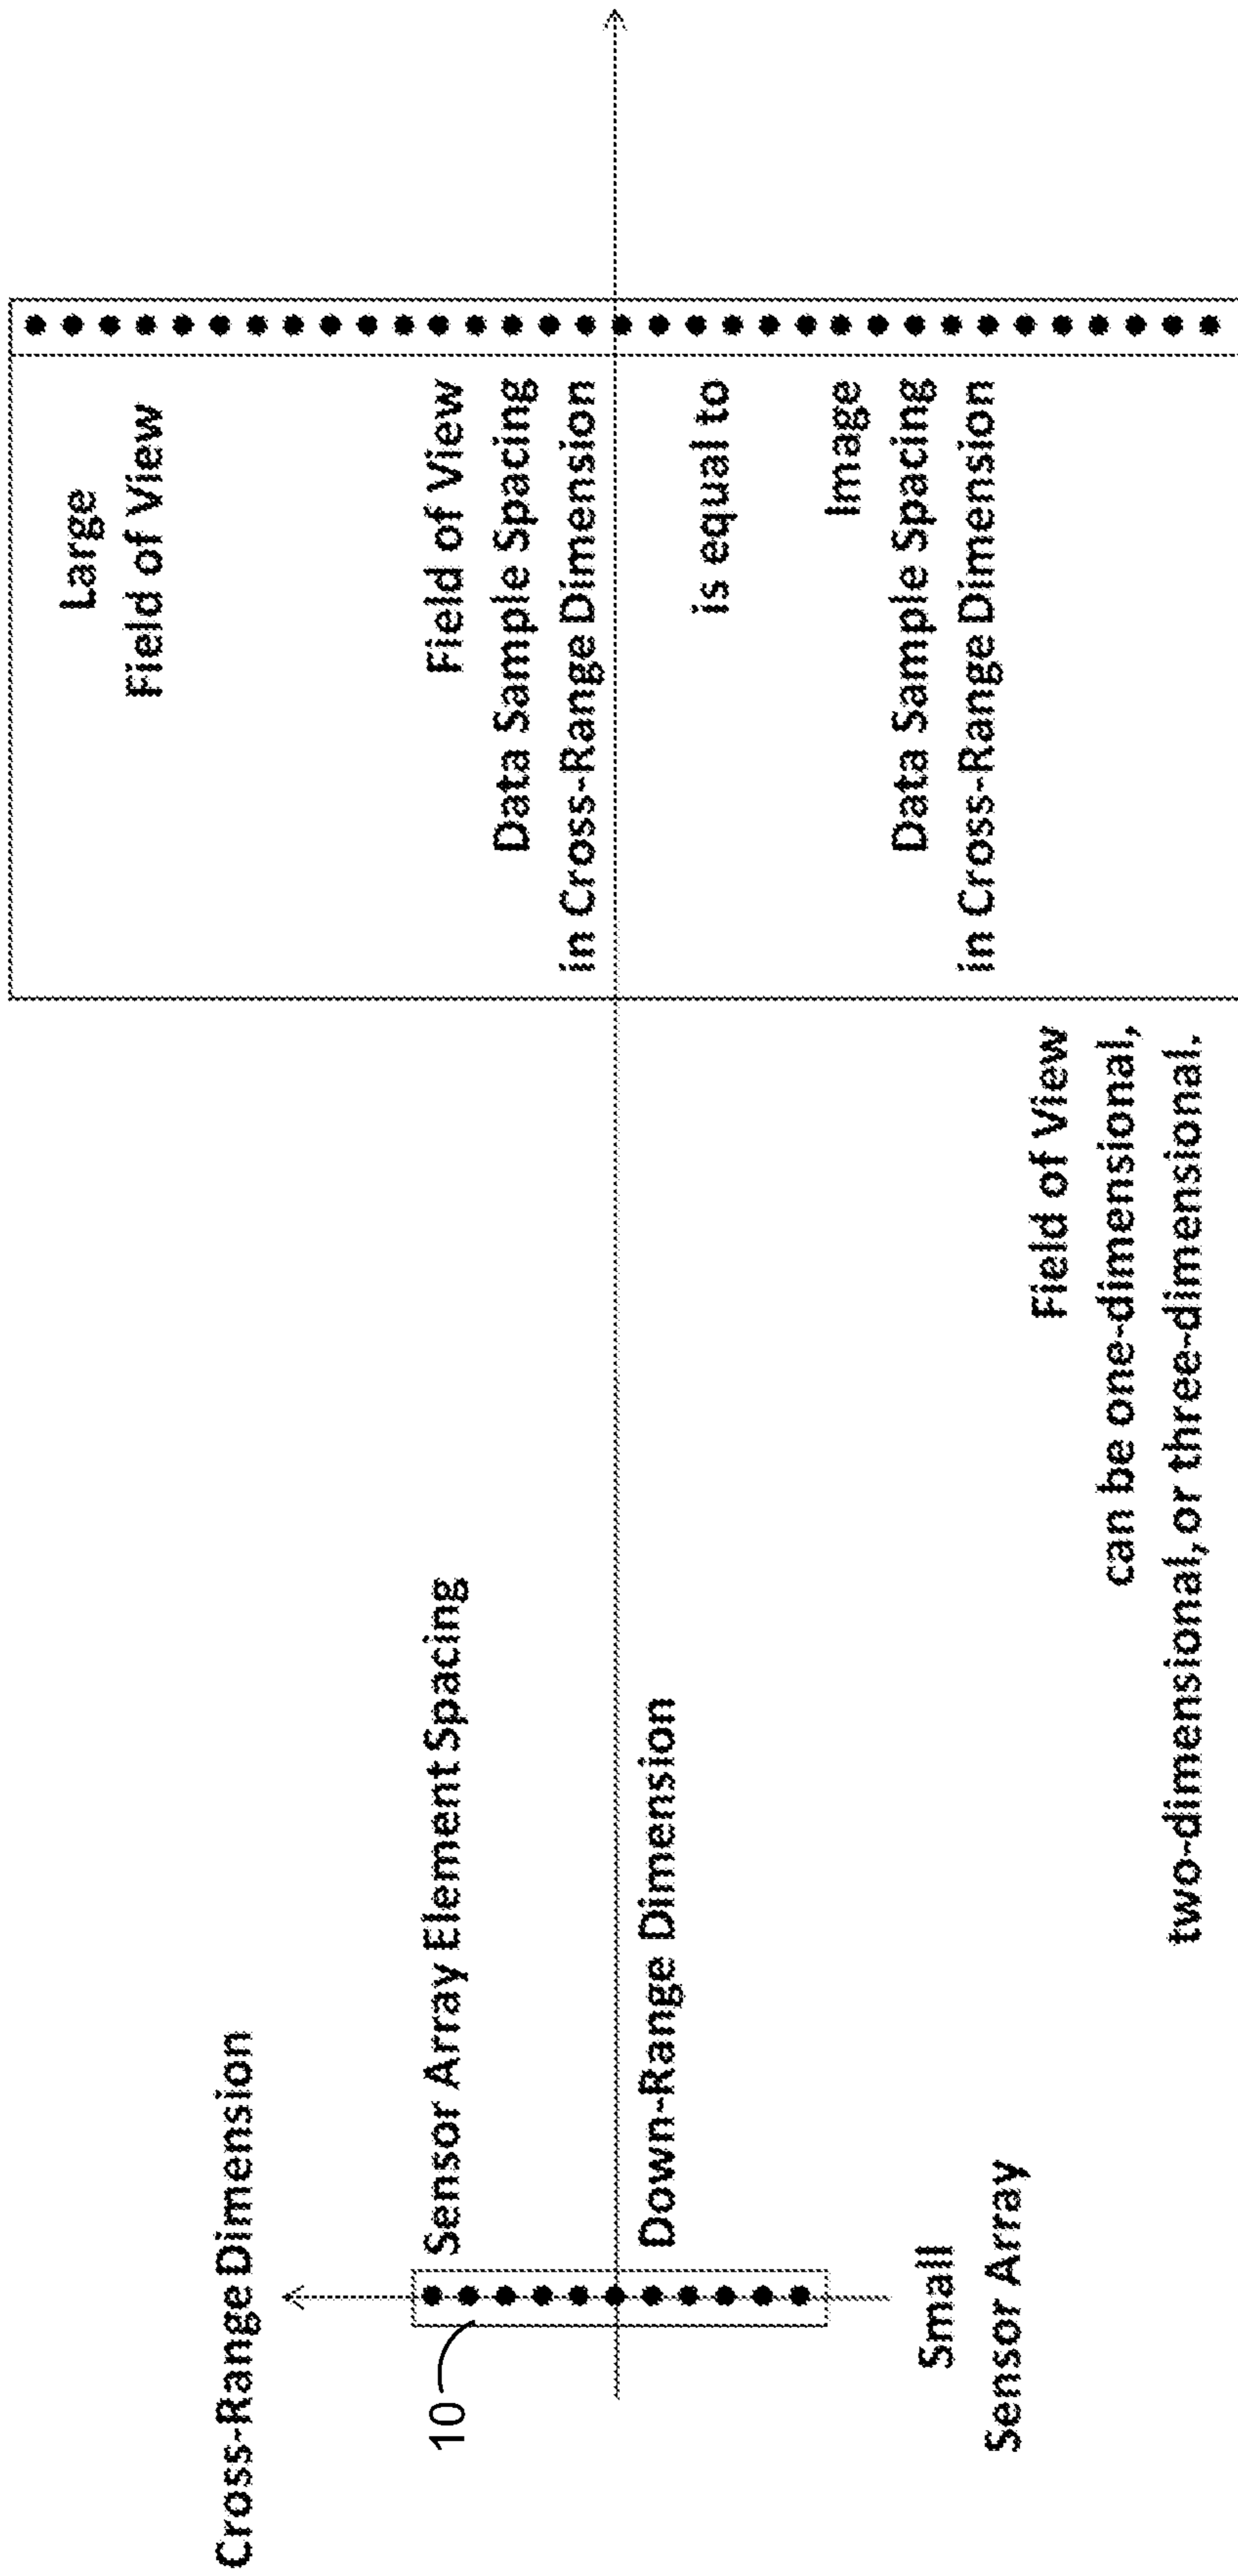 Cross-Range Dimension
10
Sensor Array Element Spacing
Down-Range Dimension
Small
Sensor Array
Large
Field of View
Field of View
Data Sample Spacing
in Cross-Range Dimension
is equal to
Image
Data Sample Spacing
in Cross-Range Dimension
Field of View
can be one-dimensional,
two-dimensional, or three-dimensional.